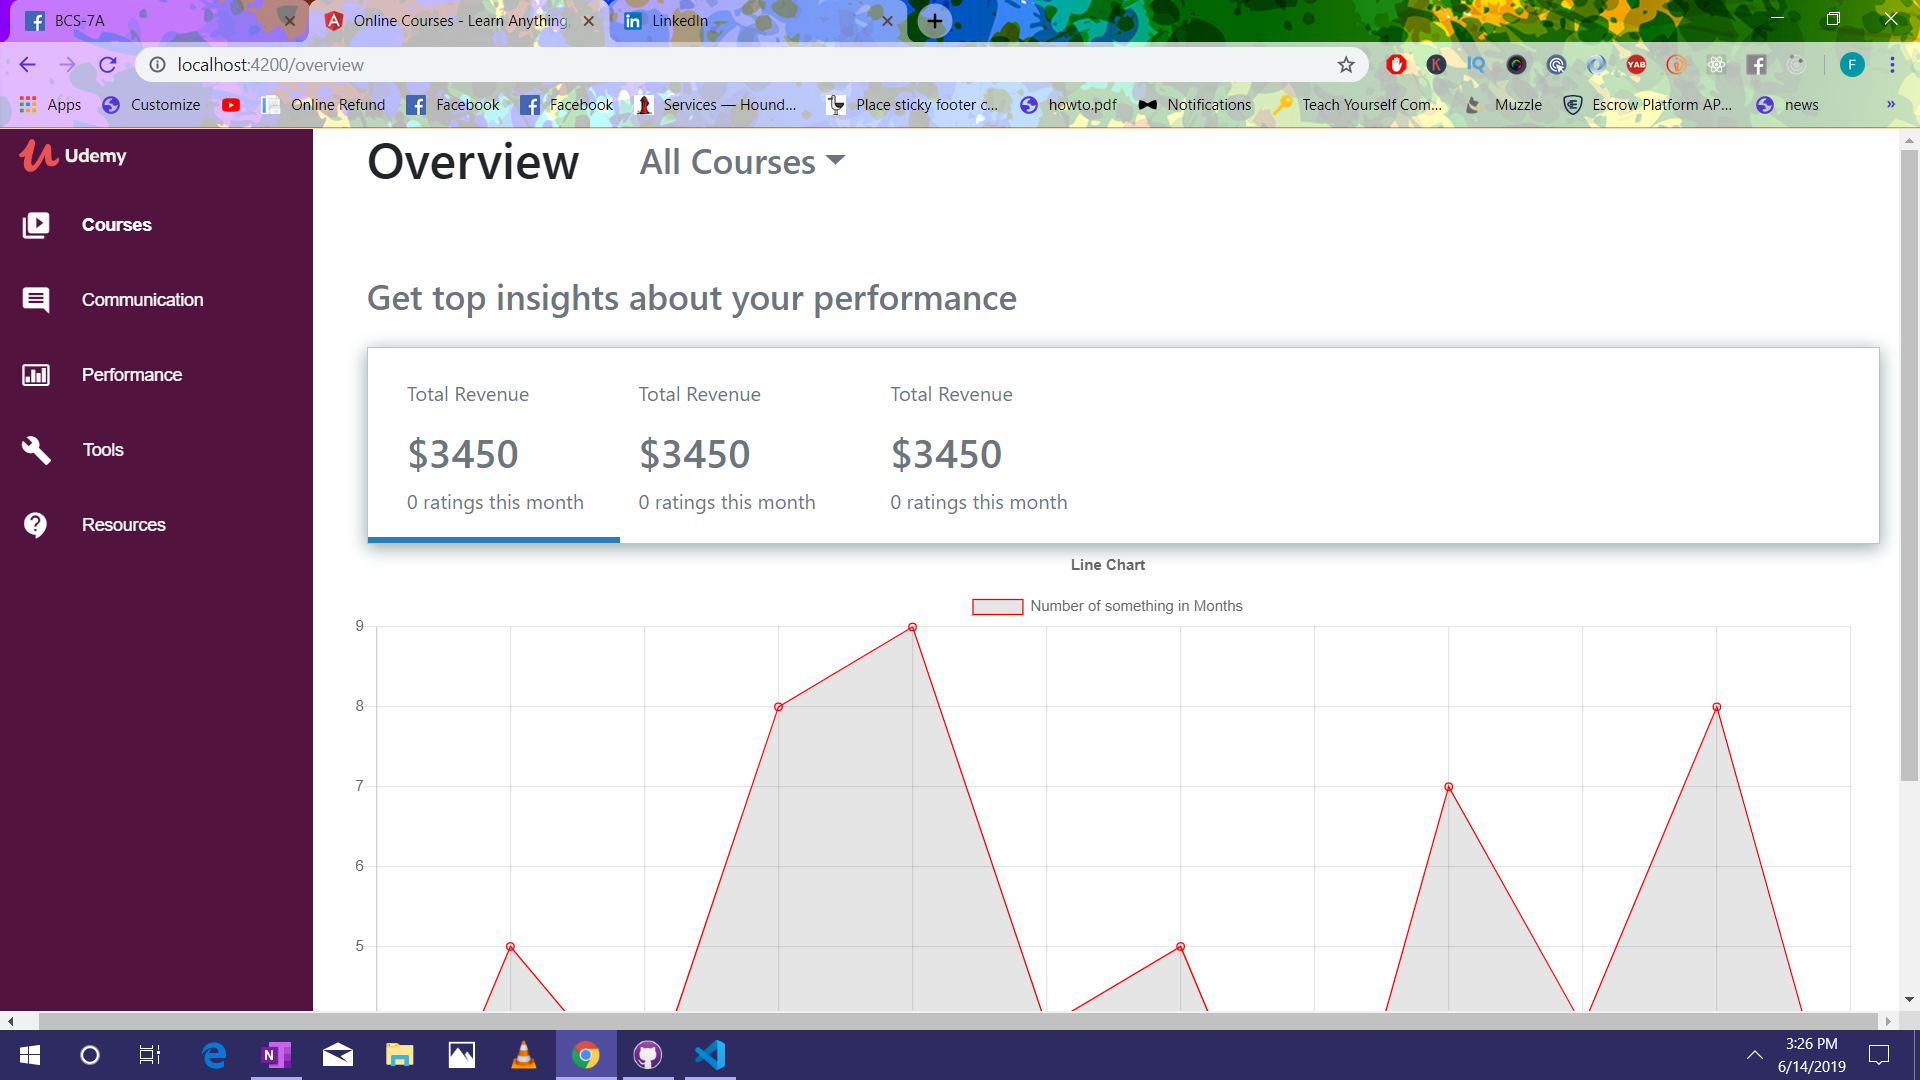 BCS-7A
Online Courses - Learn Anything
LinkedIn
localhost:4200/overview
Apps
Customize
Online Refund
Facebook
Facebook
Services — Hound...
Place sticky footer c...
howto.pdf
Notifications
Teach Yourself Com...
Muzzle
Escrow Platform AP...
news
»
Udemy
Courses
Communication
Performance
Tools
Resources
Overview
All Courses
Get top insights about your performance
Total Revenue
$3450
0 ratings this month
Total Revenue
$3450
0 ratings this month
Total Revenue
$3450
0 ratings this month
Line Chart
Number of something in Months
9
8
7
6
5
3:26 PM
6/14/2019
K
IQ
YAB
F
N